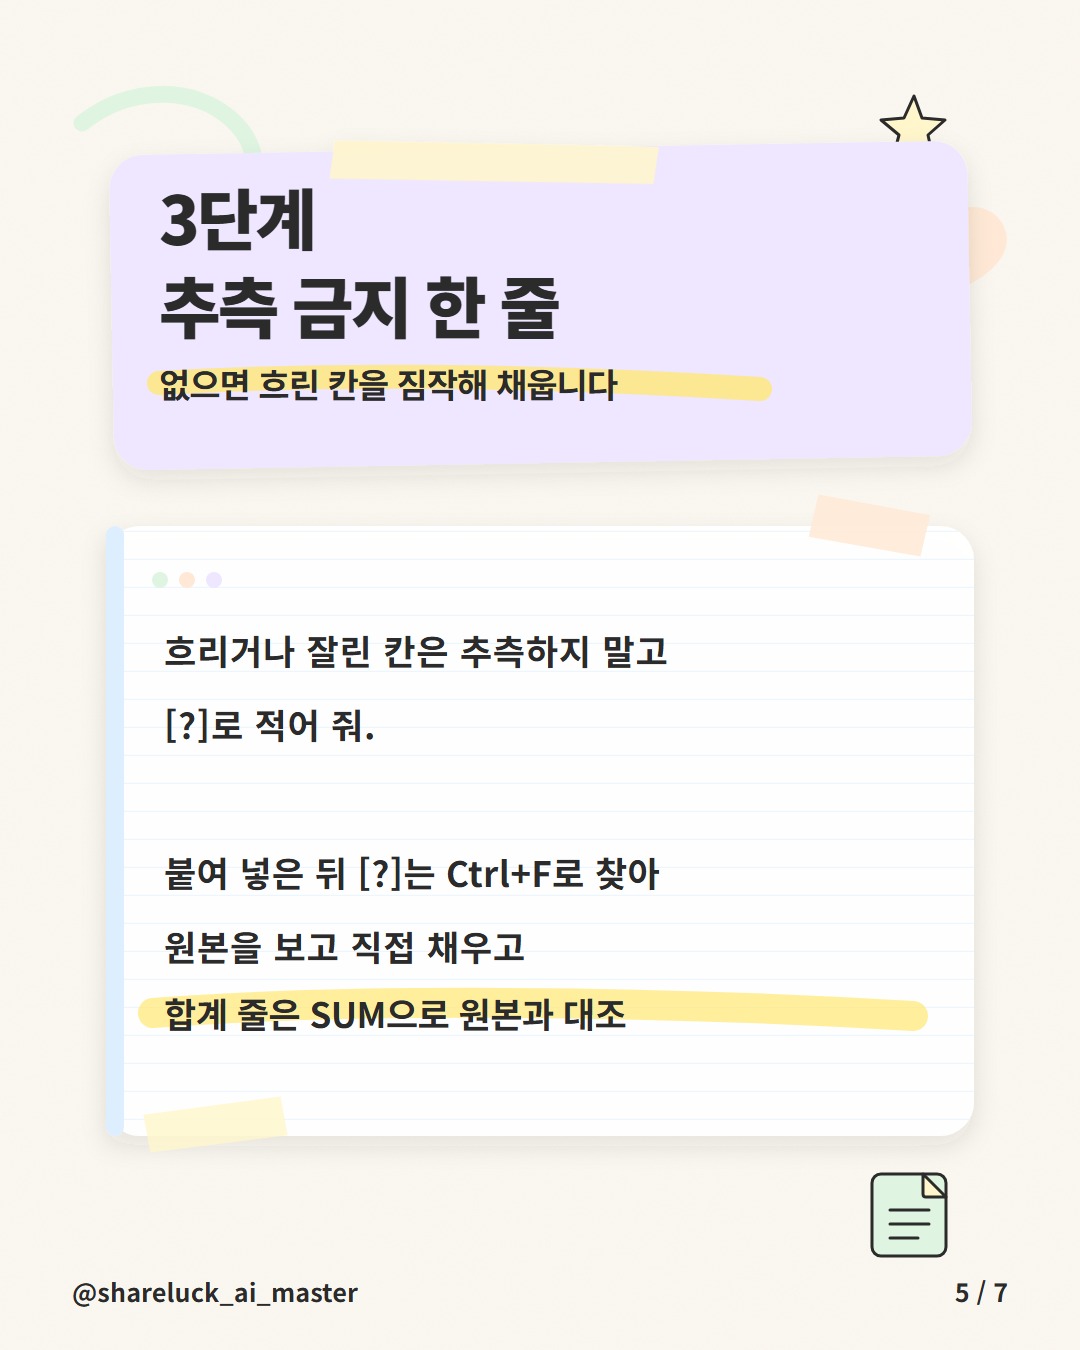 3단계
추측 금지 한 줄
없으면 흐린 칸을 짐작해 채웁니다
흐리거나 잘린 칸은 추측하지 말고
[?]로 적어 줘.
붙여 넣은 뒤 [?]는 Ctrl+F로 찾아
원본을 보고 직접 채우고
합계 줄은 SUM으로 원본과 대조
@shareluck_ai_master
5 / 7